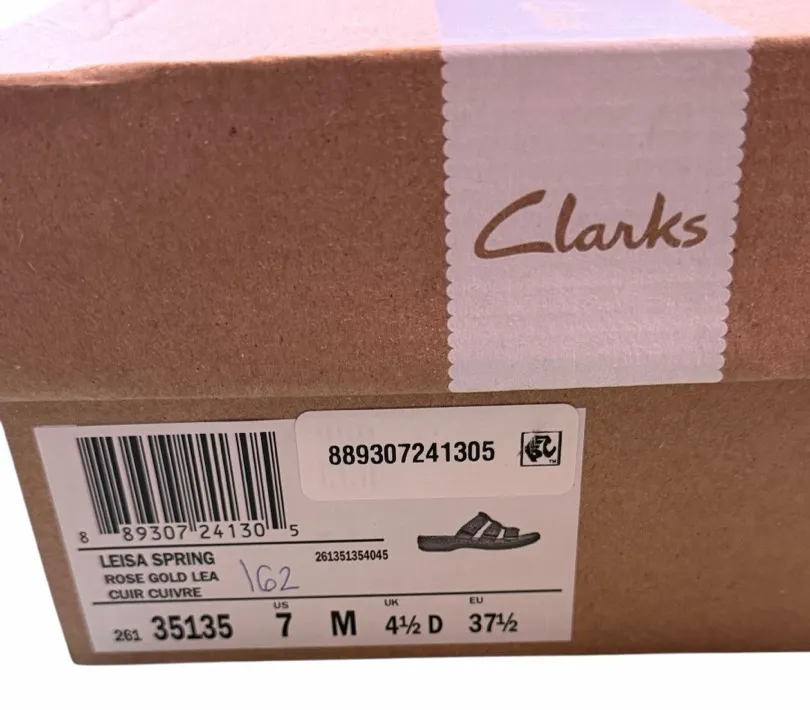 Clarks
889307241305
8 89307 24130 5
LEISA SPRING
261351354045
ROSE GOLD LEA
162
CUIR CUIVRE
US
UK
EU
261 35135 7 M 4½ D 37½